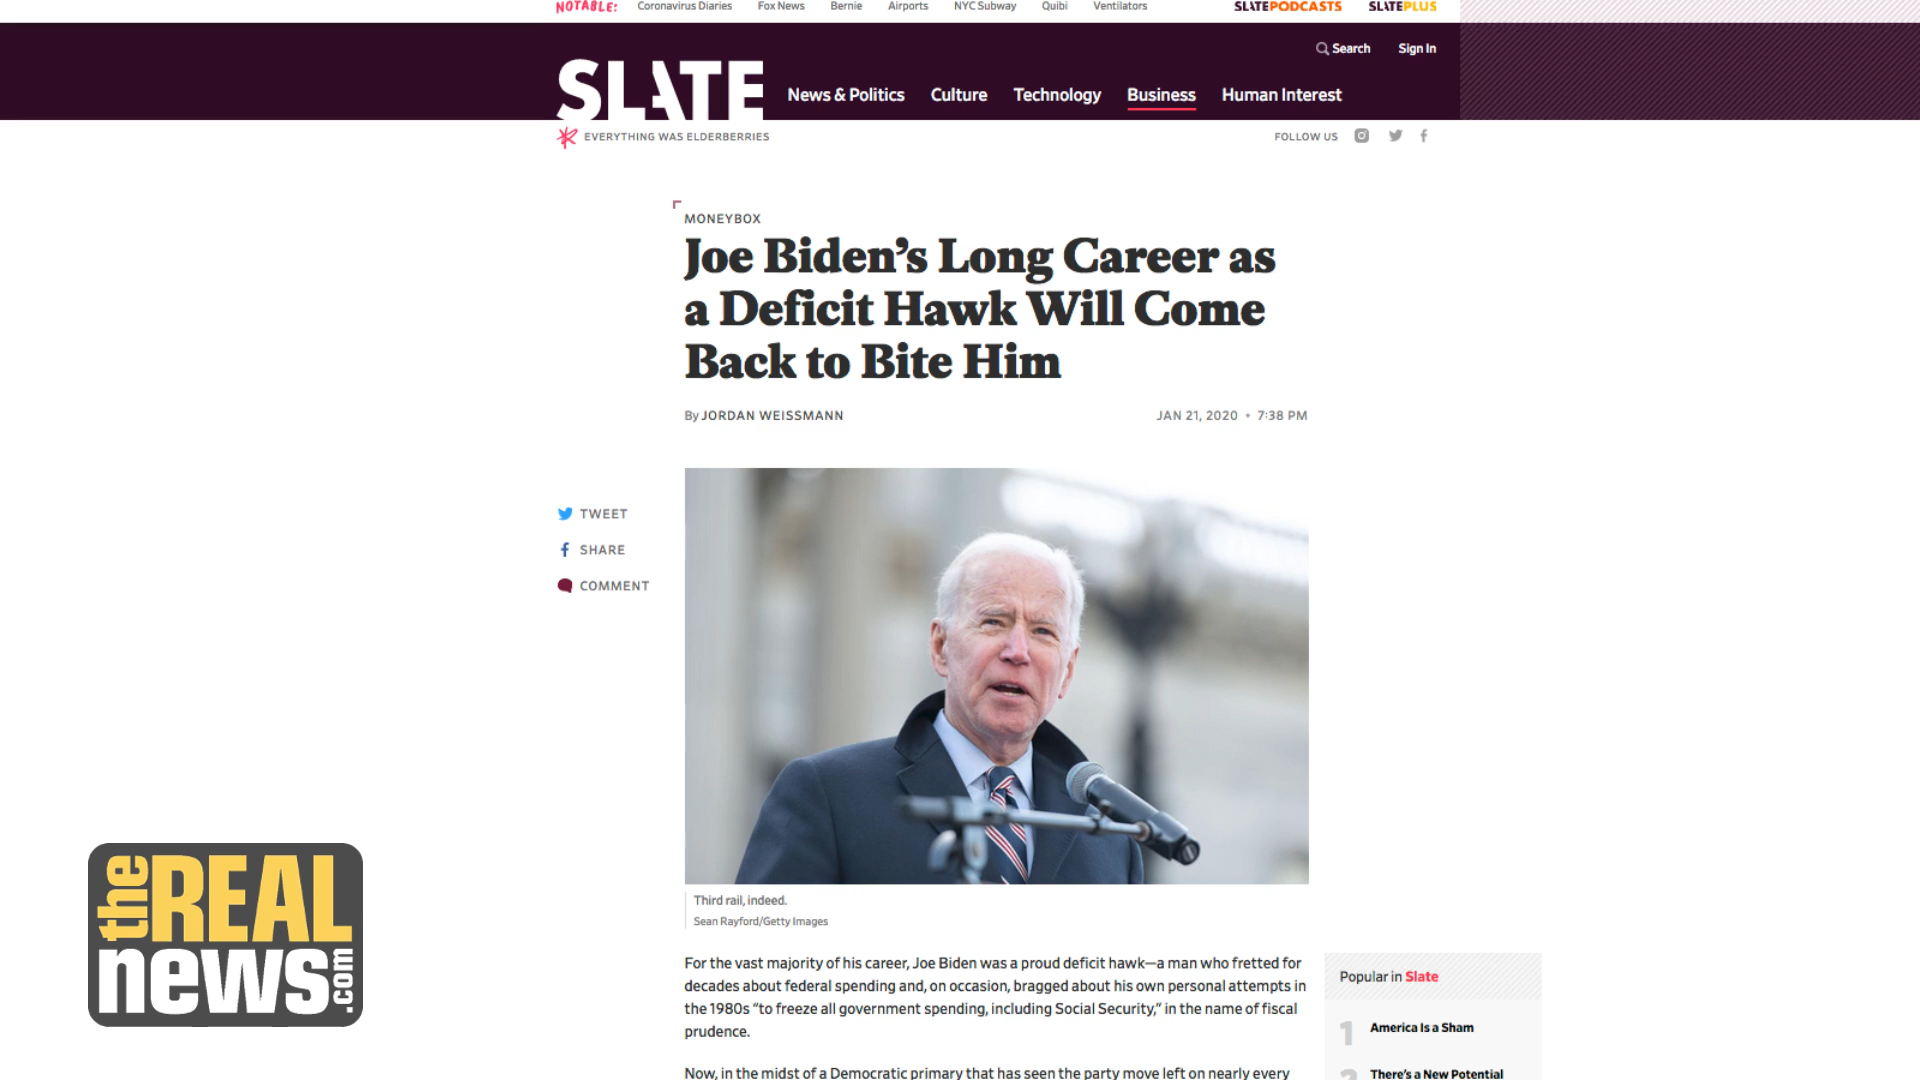 NOTABLE: Coronavirus Diaries Fox News Bernie Airports NYC Subway Quibi Ventilators SLATEPODCASTS SLATEPLUS
Search Sign In
SLATE News & Politics Culture Technology Business Human Interest
EVERYTHING WAS ELDERBERRIES FOLLOW US
MONEYBOX
Joe Biden’s Long Career as
a Deficit Hawk Will Come
Back to Bite Him
By JORDAN WEISSMANN JAN 21, 2020 • 7:38 PM
TWEET
SHARE
COMMENT
Third rail, indeed.
Sean Rayford/Getty Images
For the vast majority of his career, Joe Biden was a proud deficit hawk—a man who fretted for
decades about federal spending and, on occasion, bragged about his own personal attempts in
the 1980s “to freeze all government spending, including Social Security,” in the name of fiscal
prudence.
Now, in the midst of a Democratic primary that has seen the party move left on nearly every
Popular in Slate
1 America Is a Sham
2 There’s a New Potential
the REAL
news.com